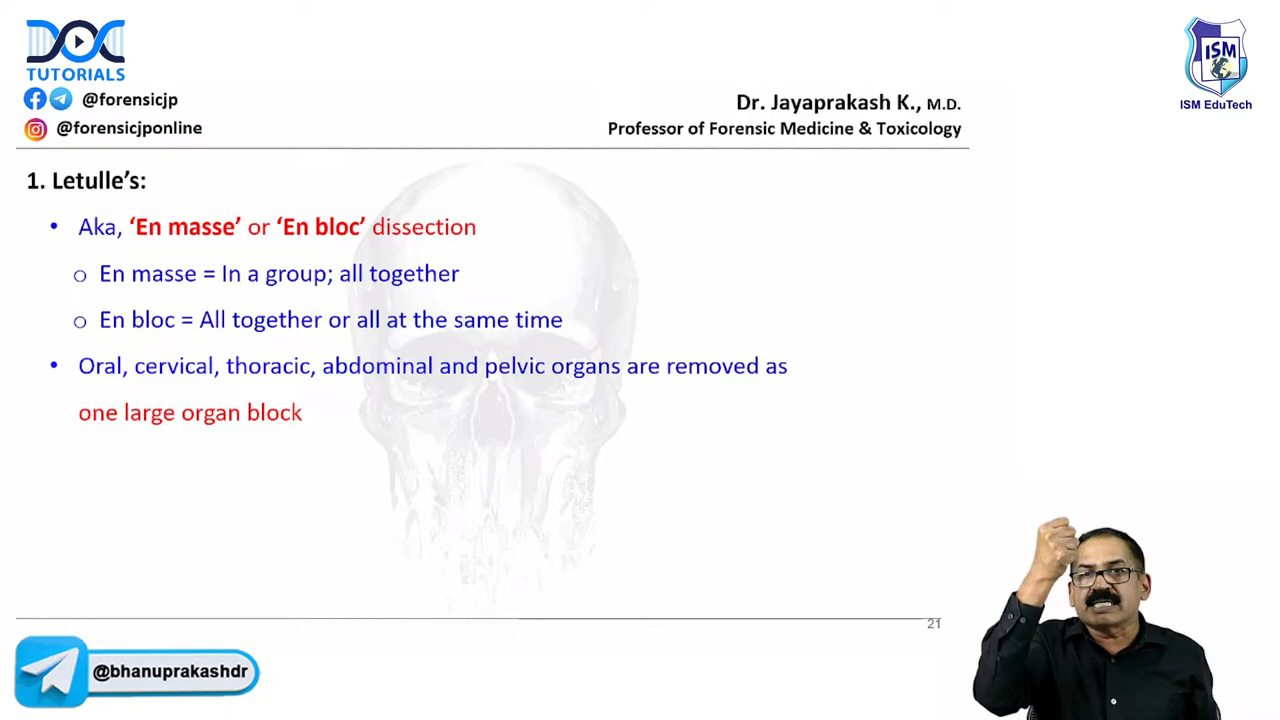 DOC
TUTORIALS
@forensicjp
@forensicjponline
Dr. Jayaprakash K., M.D.
Professor of Forensic Medicine & Toxicology
ISM
ISM EduTech
1. Letulle’s:
• Aka, ‘En masse’ or ‘En bloc’ dissection
o En masse = In a group; all together
o En bloc = All together or all at the same time
• Oral, cervical, thoracic, abdominal and pelvic organs are removed as
one large organ block
21
@bhanuprakashdr